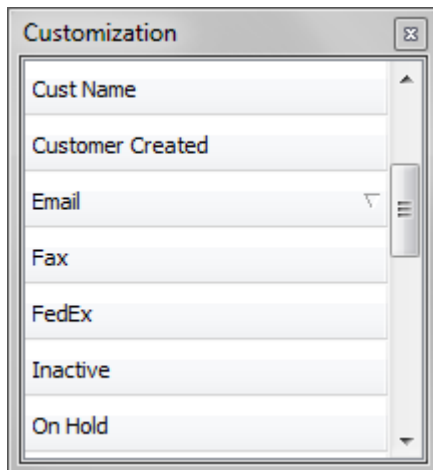 Customization
Cust Name
Customer Created
Email
Fax
FedEx
Inactive
On Hold